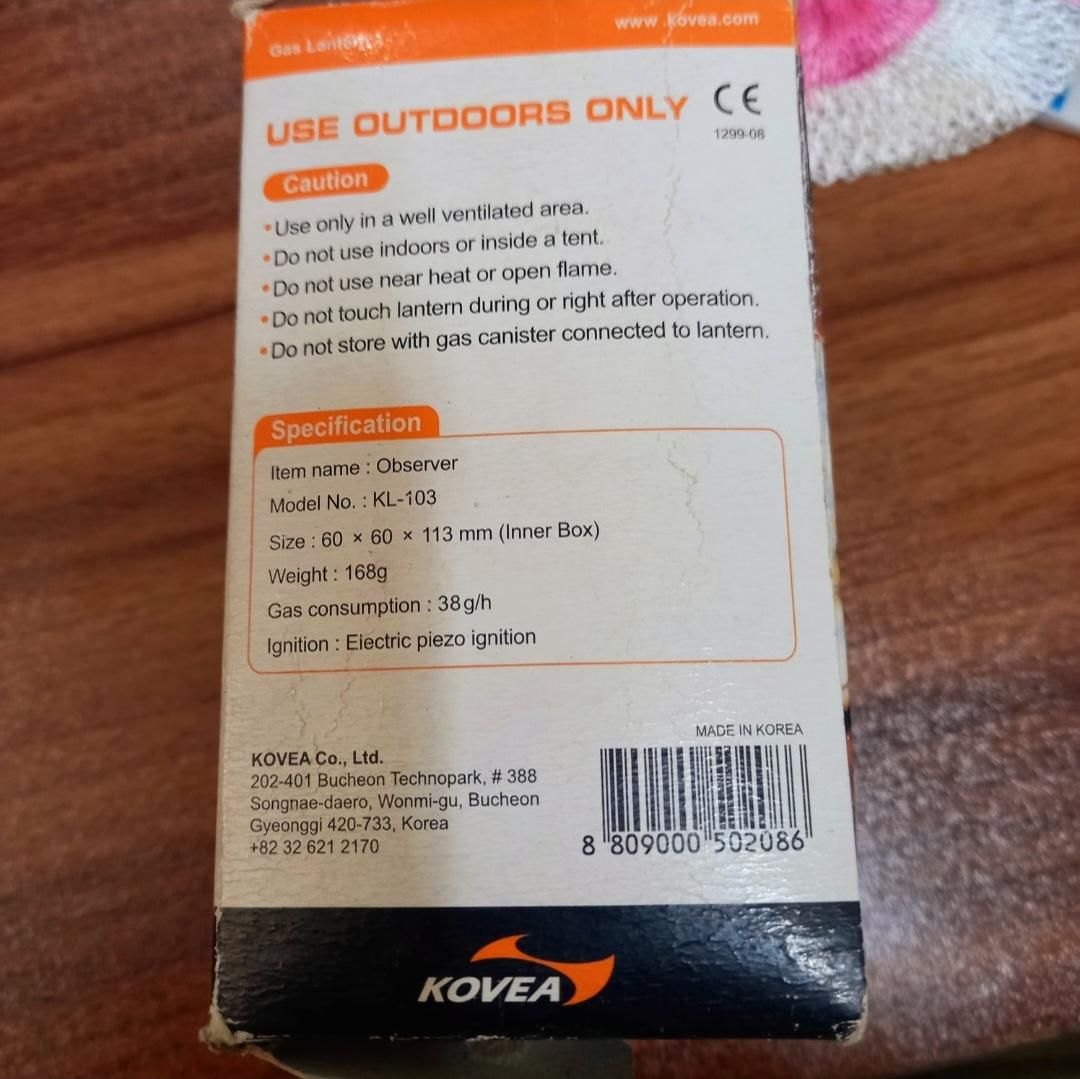 Gas Lanterns
www.kovea.com
USE OUTDOORS ONLY
CE
1299-08
Caution
•Use only in a well ventilated area.
•Do not use indoors or inside a tent.
•Do not use near heat or open flame.
•Do not touch lantern during or right after operation.
•Do not store with gas canister connected to lantern.
Specification
Item name : Observer
Model No. : KL-103
Size : 60 × 60 × 113 mm (Inner Box)
Weight : 168g
Gas consumption : 38g/h
Ignition : Eiectric piezo ignition
MADE IN KOREA
KOVEA Co., Ltd.
202-401 Bucheon Technopark, # 388
Songnae-daero, Wonmi-gu, Bucheon
Gyeonggi 420-733, Korea
+82 32 621 2170
8 809000 502086
KOVEA